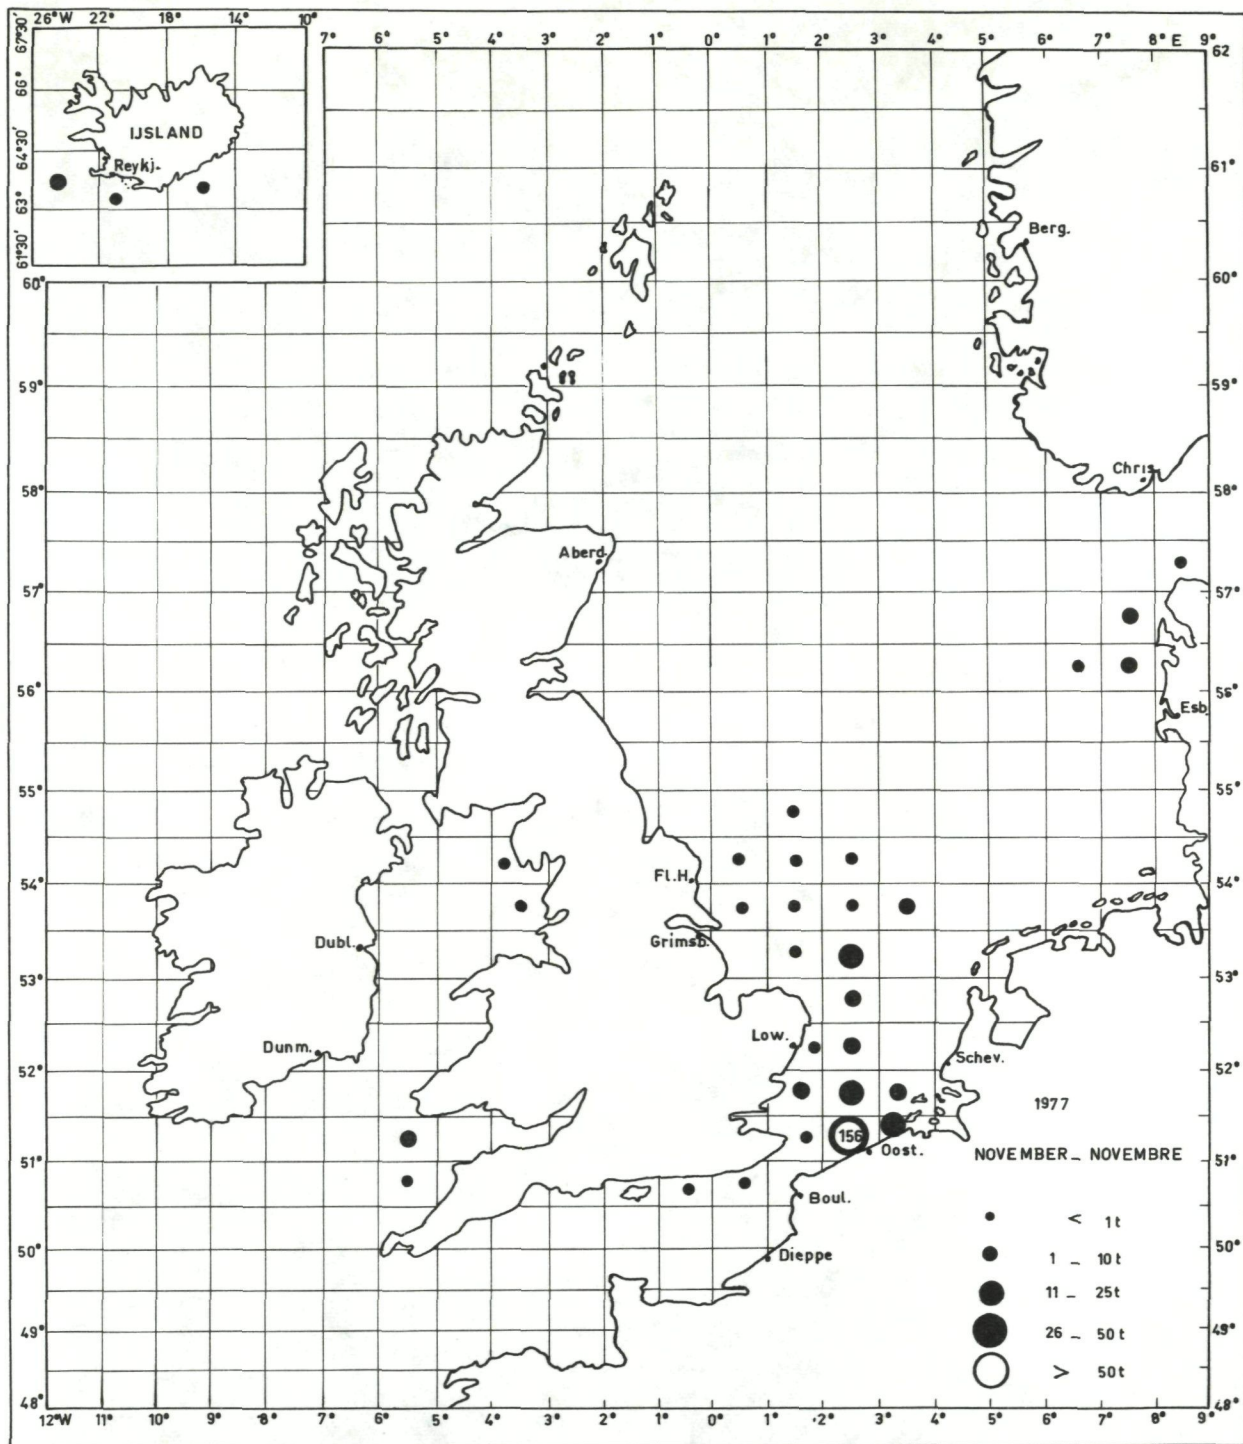 26°W 22° 18° 14° 10°
67°30' 66° 64°30' 63° 61°30'
IJSLAND
Reykj.
7° 6° 5° 4° 3° 2° 1° 0° 1° 2° 3° 4° 5° 6° 7° 8° E 9°
62
61°
60° 60°
59° 59°
58° 58°
57° 57°
56° 56°
55° 55°
54° 54°
53° 53°
52° 52°
51° 51°
50° 50°
49° 49°
48° 48°
Berg.
Chris
Aberd.
Esb
Fl.H.
Grimsb.
Dubl.
Low.
Dunm.
Schev.
156
Oost.
Boul.
Dieppe
1977
NOVEMBER _ NOVEMBRE
< 1t
1 _ 10t
11 _ 25t
26 _ 50t
> 50t
12°W 11° 10° 9° 8° 7° 6° 5° 4° 3° 2° 1° 0° 1° 2° 3° 4° 5° 6° 7° 8° 9°